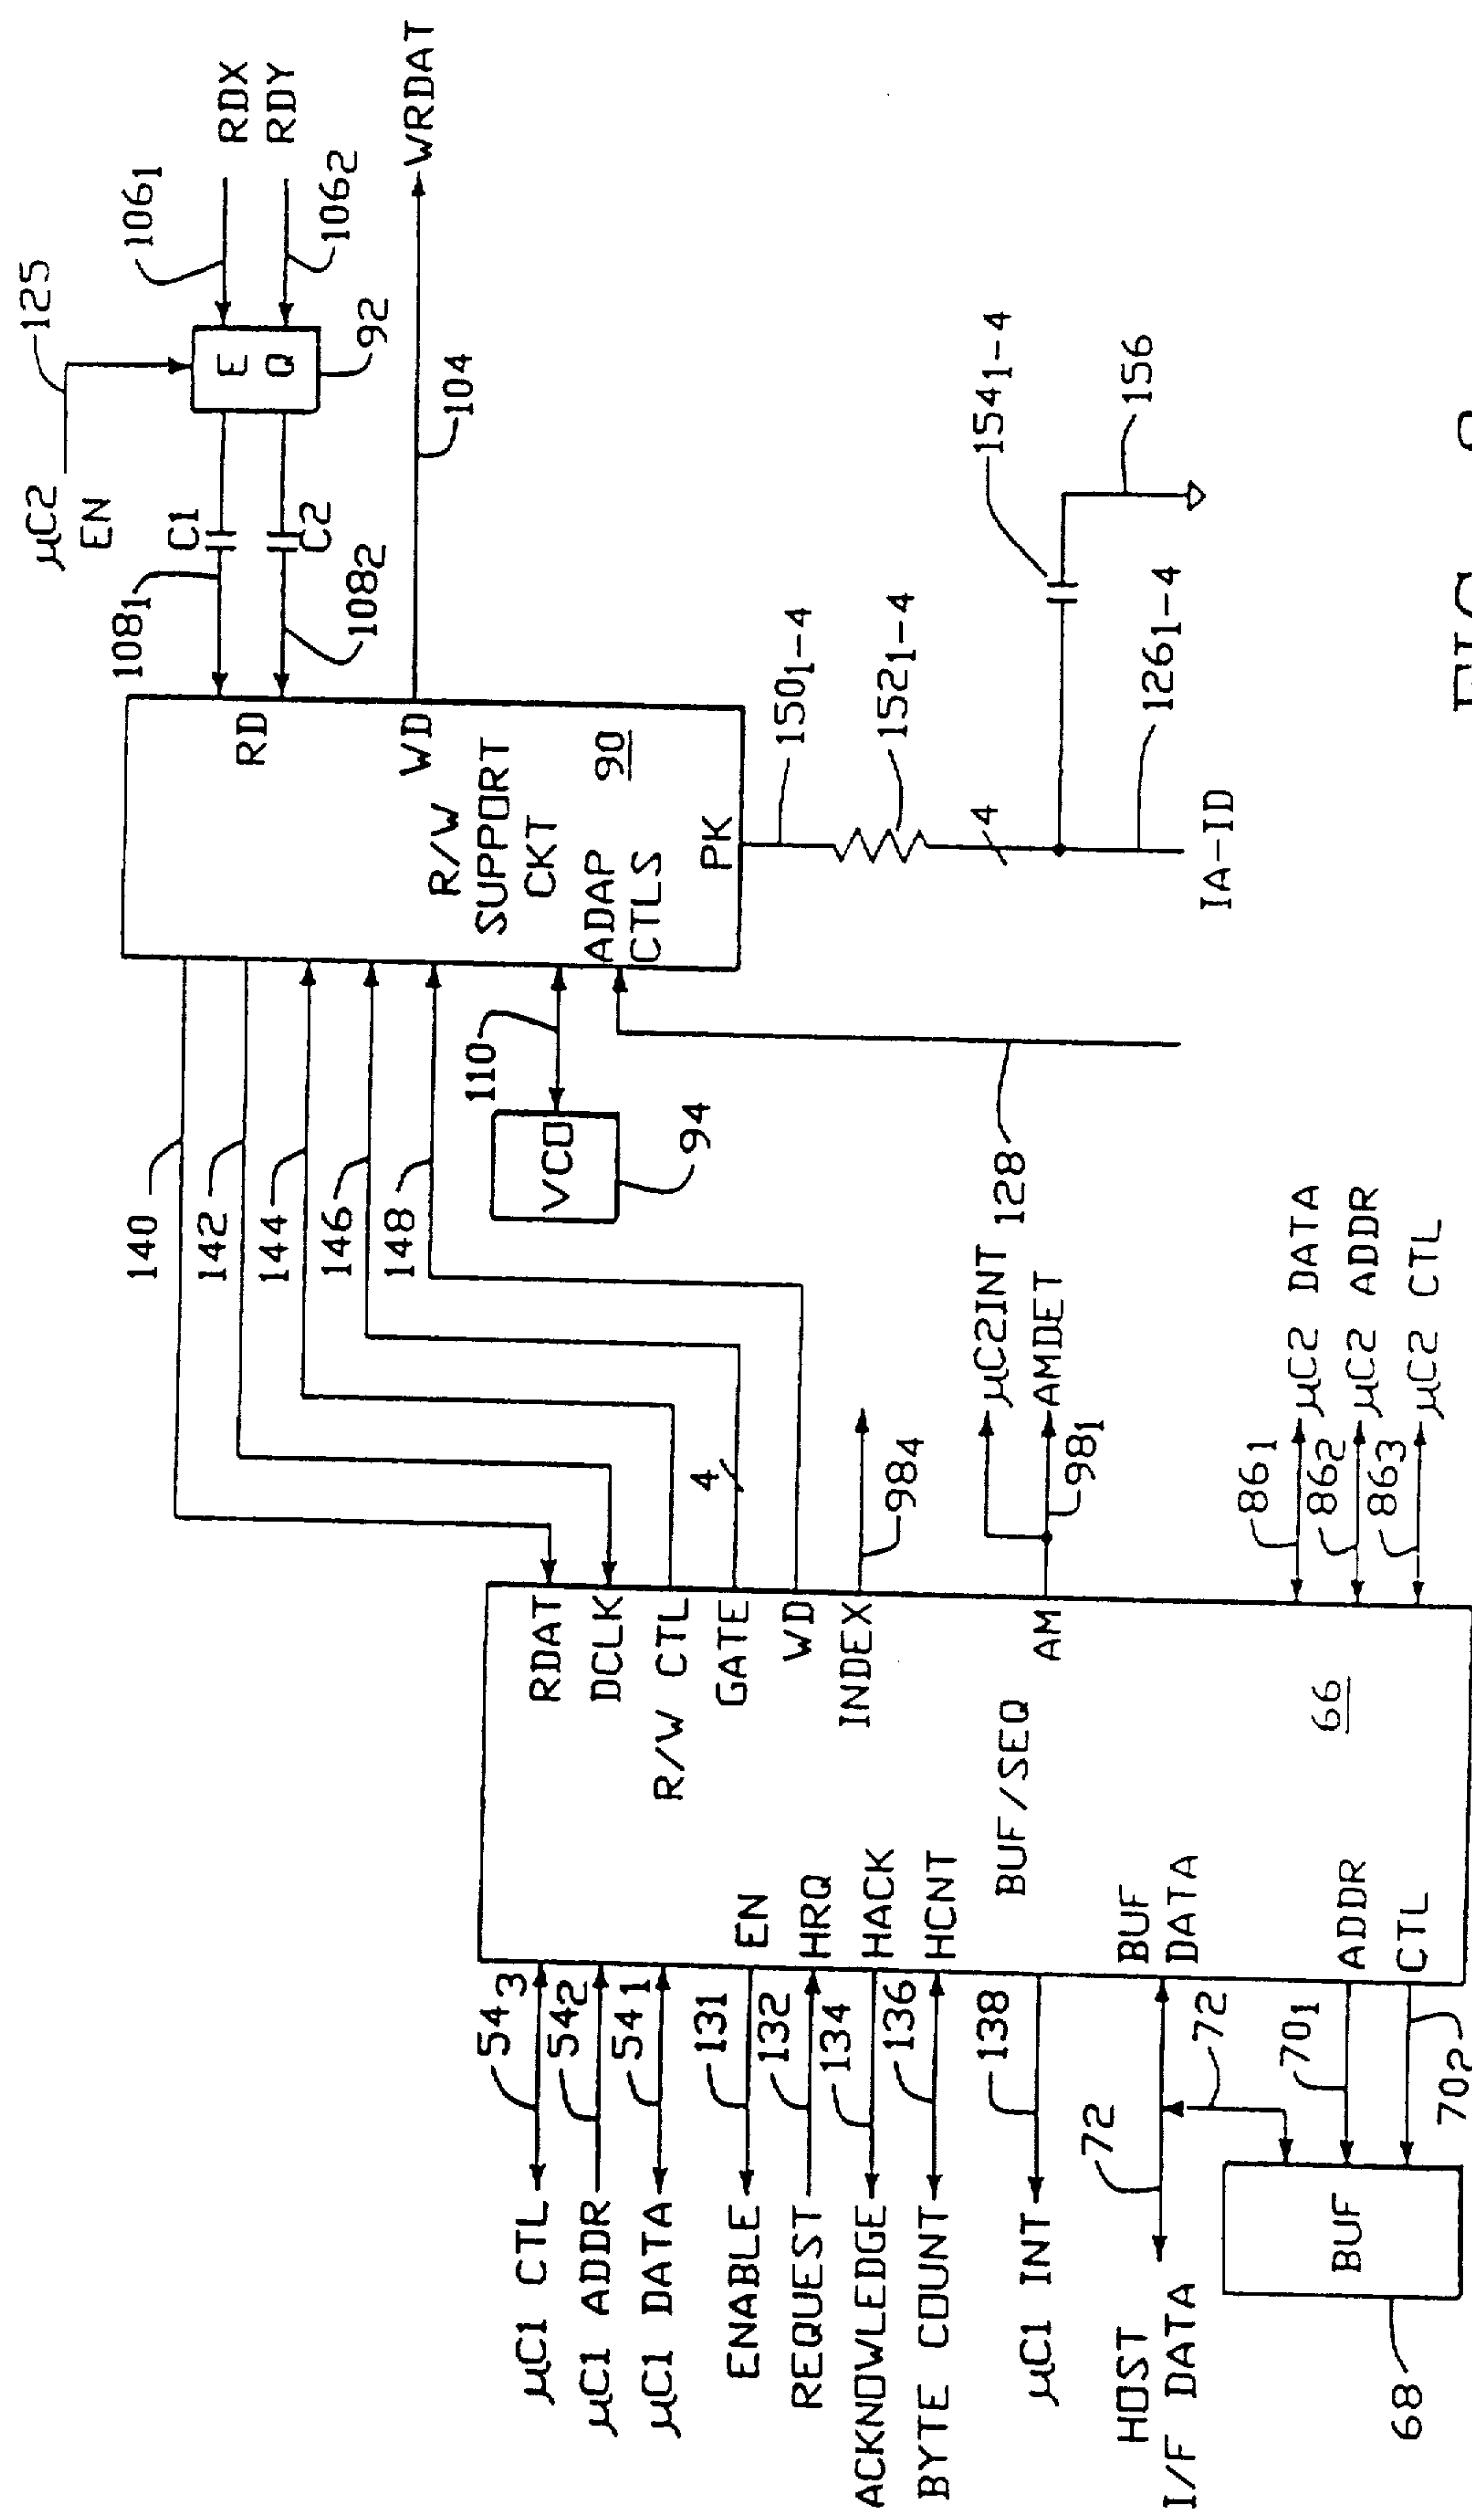 µC2
EN
125
RDX
RDY
106₁
106₂
E
Q
92
C1
C2
108₁
108₂
WRDAT
104
RD
WD
R/W
SUPPORT
CKT
90
ADAP
CTLS
PK
150₁₋₄
152₁₋₄
154₁₋₄
156
4
126₁₋₄
IA-ID
140
142
144
146
148
110
VCO
94
128
RDAT
DCLK
R/W CTL
GATE
4
WD
INDEX
98₄
µC2INT
AMDET
98₁
AM
BUF/SEQ
66
86₁
µC2 DATA
86₂
µC2 ADDR
86₃
µC2 CTL
EN
HRQ
HACK
HCNT
BUF
DATA
ADDR
CTL
µC1 CTL
54₃
µC1 ADDR
54₂
µC1 DATA
54₁
ENABLE
131
REQUEST
132
ACKNOWLEDGE
134
BYTE COUNT
136
µC1 INT
138
HOST
I/F DATA
72
72
70₁
70₂
BUF
68